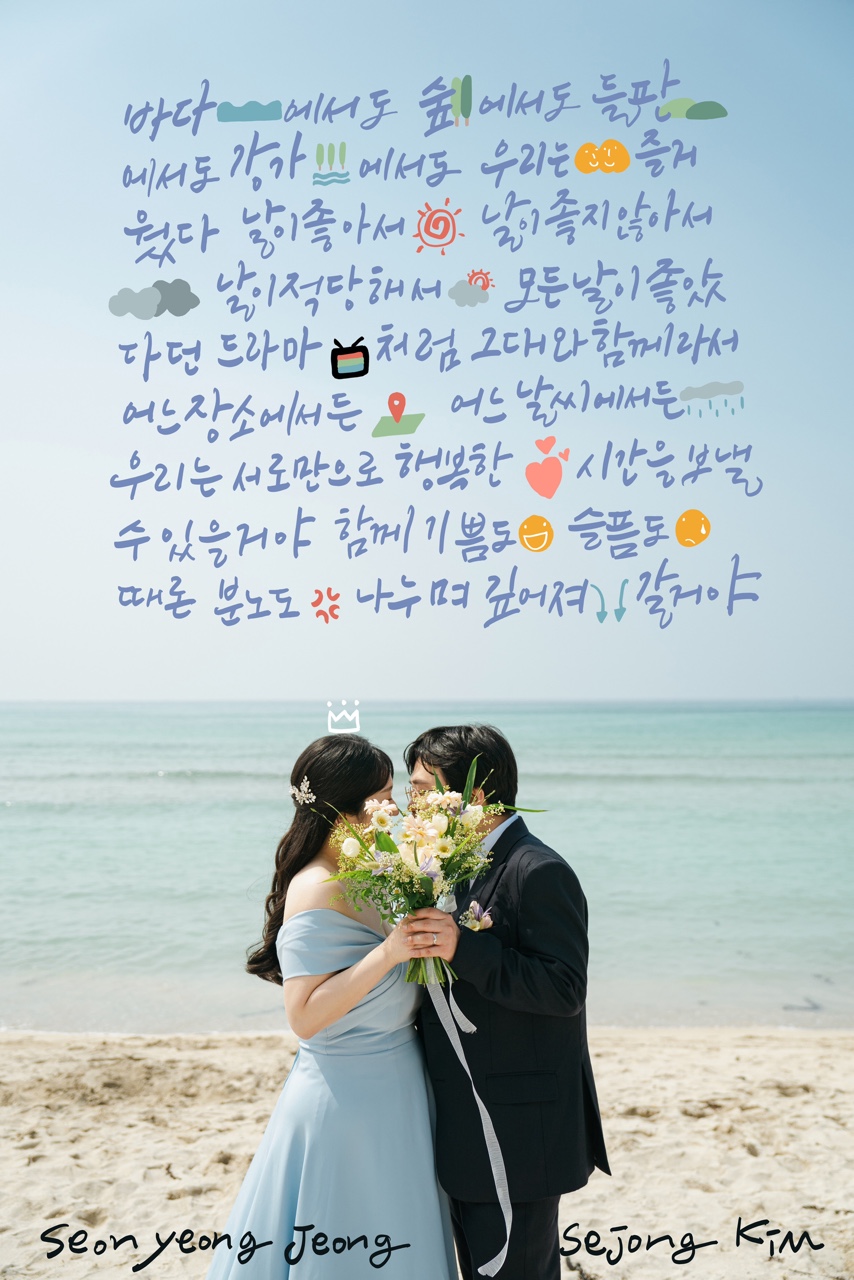 바다에서도 숲에서도 들판
에서도 강가에서도 우리는 즐거
웠다 날이좋아서 날이좋지않아서
날이적당해서 모든날이좋았
다던 드라마처럼 그대와함께라서
어느장소에서든 어느날씨에서든
우리는 서로만으로 행복한 시간을 보낼
수 있을거야 함께 기쁨도 슬픔도
때론 분노도 나누며 깊어져 갈거야
Seonyeong Jeong
Sejong Kim